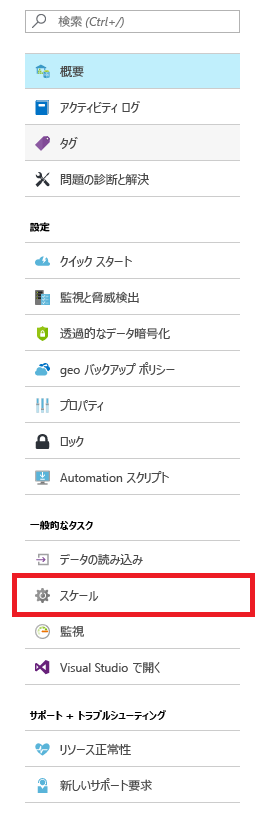 検索 (Ctrl+/)
概要
アクティビティ ログ
タグ
問題の診断と解決
設定
クイック スタート
監視と脅威検出
透過的なデータ暗号化
geo バックアップ ポリシー
プロパティ
ロック
Automation スクリプト
一般的なタスク
データの読み込み
スケール
監視
Visual Studio で開く
サポート + トラブルシューティング
リソース正常性
新しいサポート要求